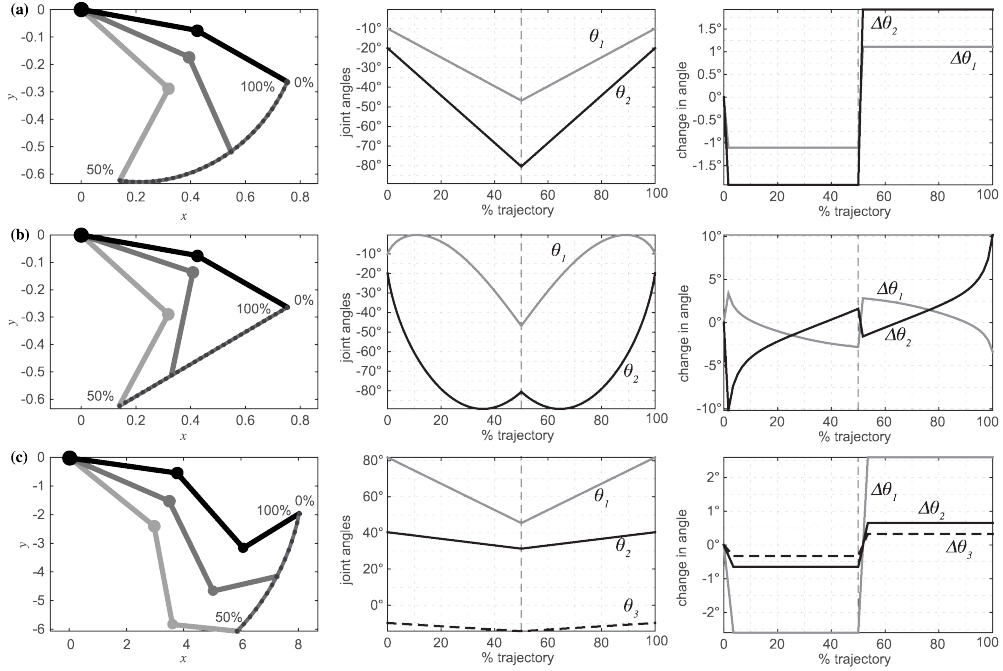 (a)
0
-0.1
-0.2
-0.3
-0.4
-0.5
-0.6
y
100%
0%
50%
0 0.2 0.4 0.6 0.8
x
0°
-10°
-20°
-30°
-40°
-50°
-60°
-70°
-80°
joint angles
θ1
θ2
0 20 40 60 80 100
% trajectory
1.5°
1°
0.5°
0°
-0.5°
-1°
-1.5°
change in angle
Δθ2
Δθ1
0 20 40 60 80 100
% trajectory
(b)
0
-0.1
-0.2
-0.3
-0.4
-0.5
-0.6
y
100%
0%
50%
0 0.2 0.4 0.6 0.8
x
-10°
-20°
-30°
-40°
-50°
-60°
-70°
-80°
joint angles
θ1
θ2
0 20 40 60 80 100
% trajectory
10°
5°
0°
-5°
-10°
change in angle
Δθ1
Δθ2
0 20 40 60 80 100
% trajectory
(c)
0
-1
-2
-3
-4
-5
-6
y
0%
100%
50%
0 2 4 6 8
x
80°
60°
40°
20°
0°
joint angles
θ1
θ2
θ3
0 20 40 60 80 100
% trajectory
2°
1°
0°
-1°
-2°
change in angle
Δθ1
Δθ2
Δθ3
0 20 40 60 80 100
% trajectory